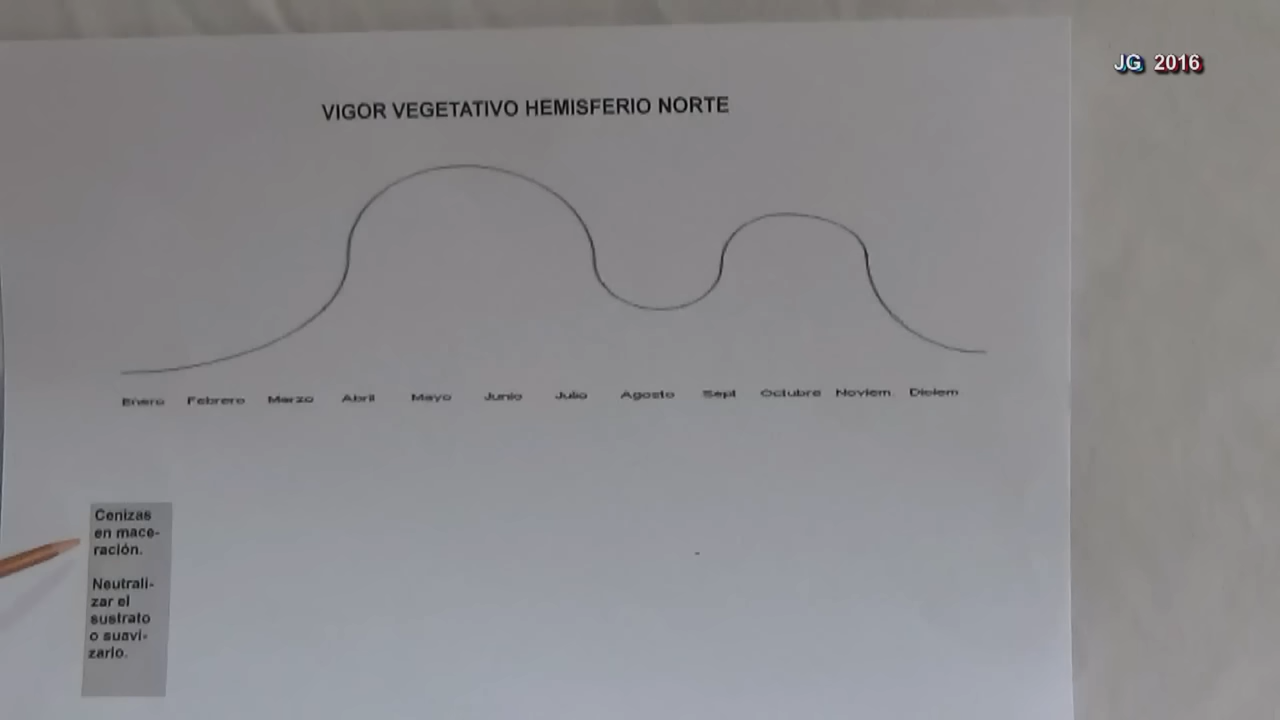 JG 2016
VIGOR VEGETATIVO HEMISFERIO NORTE
Enero Febrero Marzo Abril Mayo Junio Julio Agosto Sept Octubre Noviem Diciem
Cenizas
en mace-
ración.
Neutrali-
zar el
sustrato
o suavi-
zarlo.